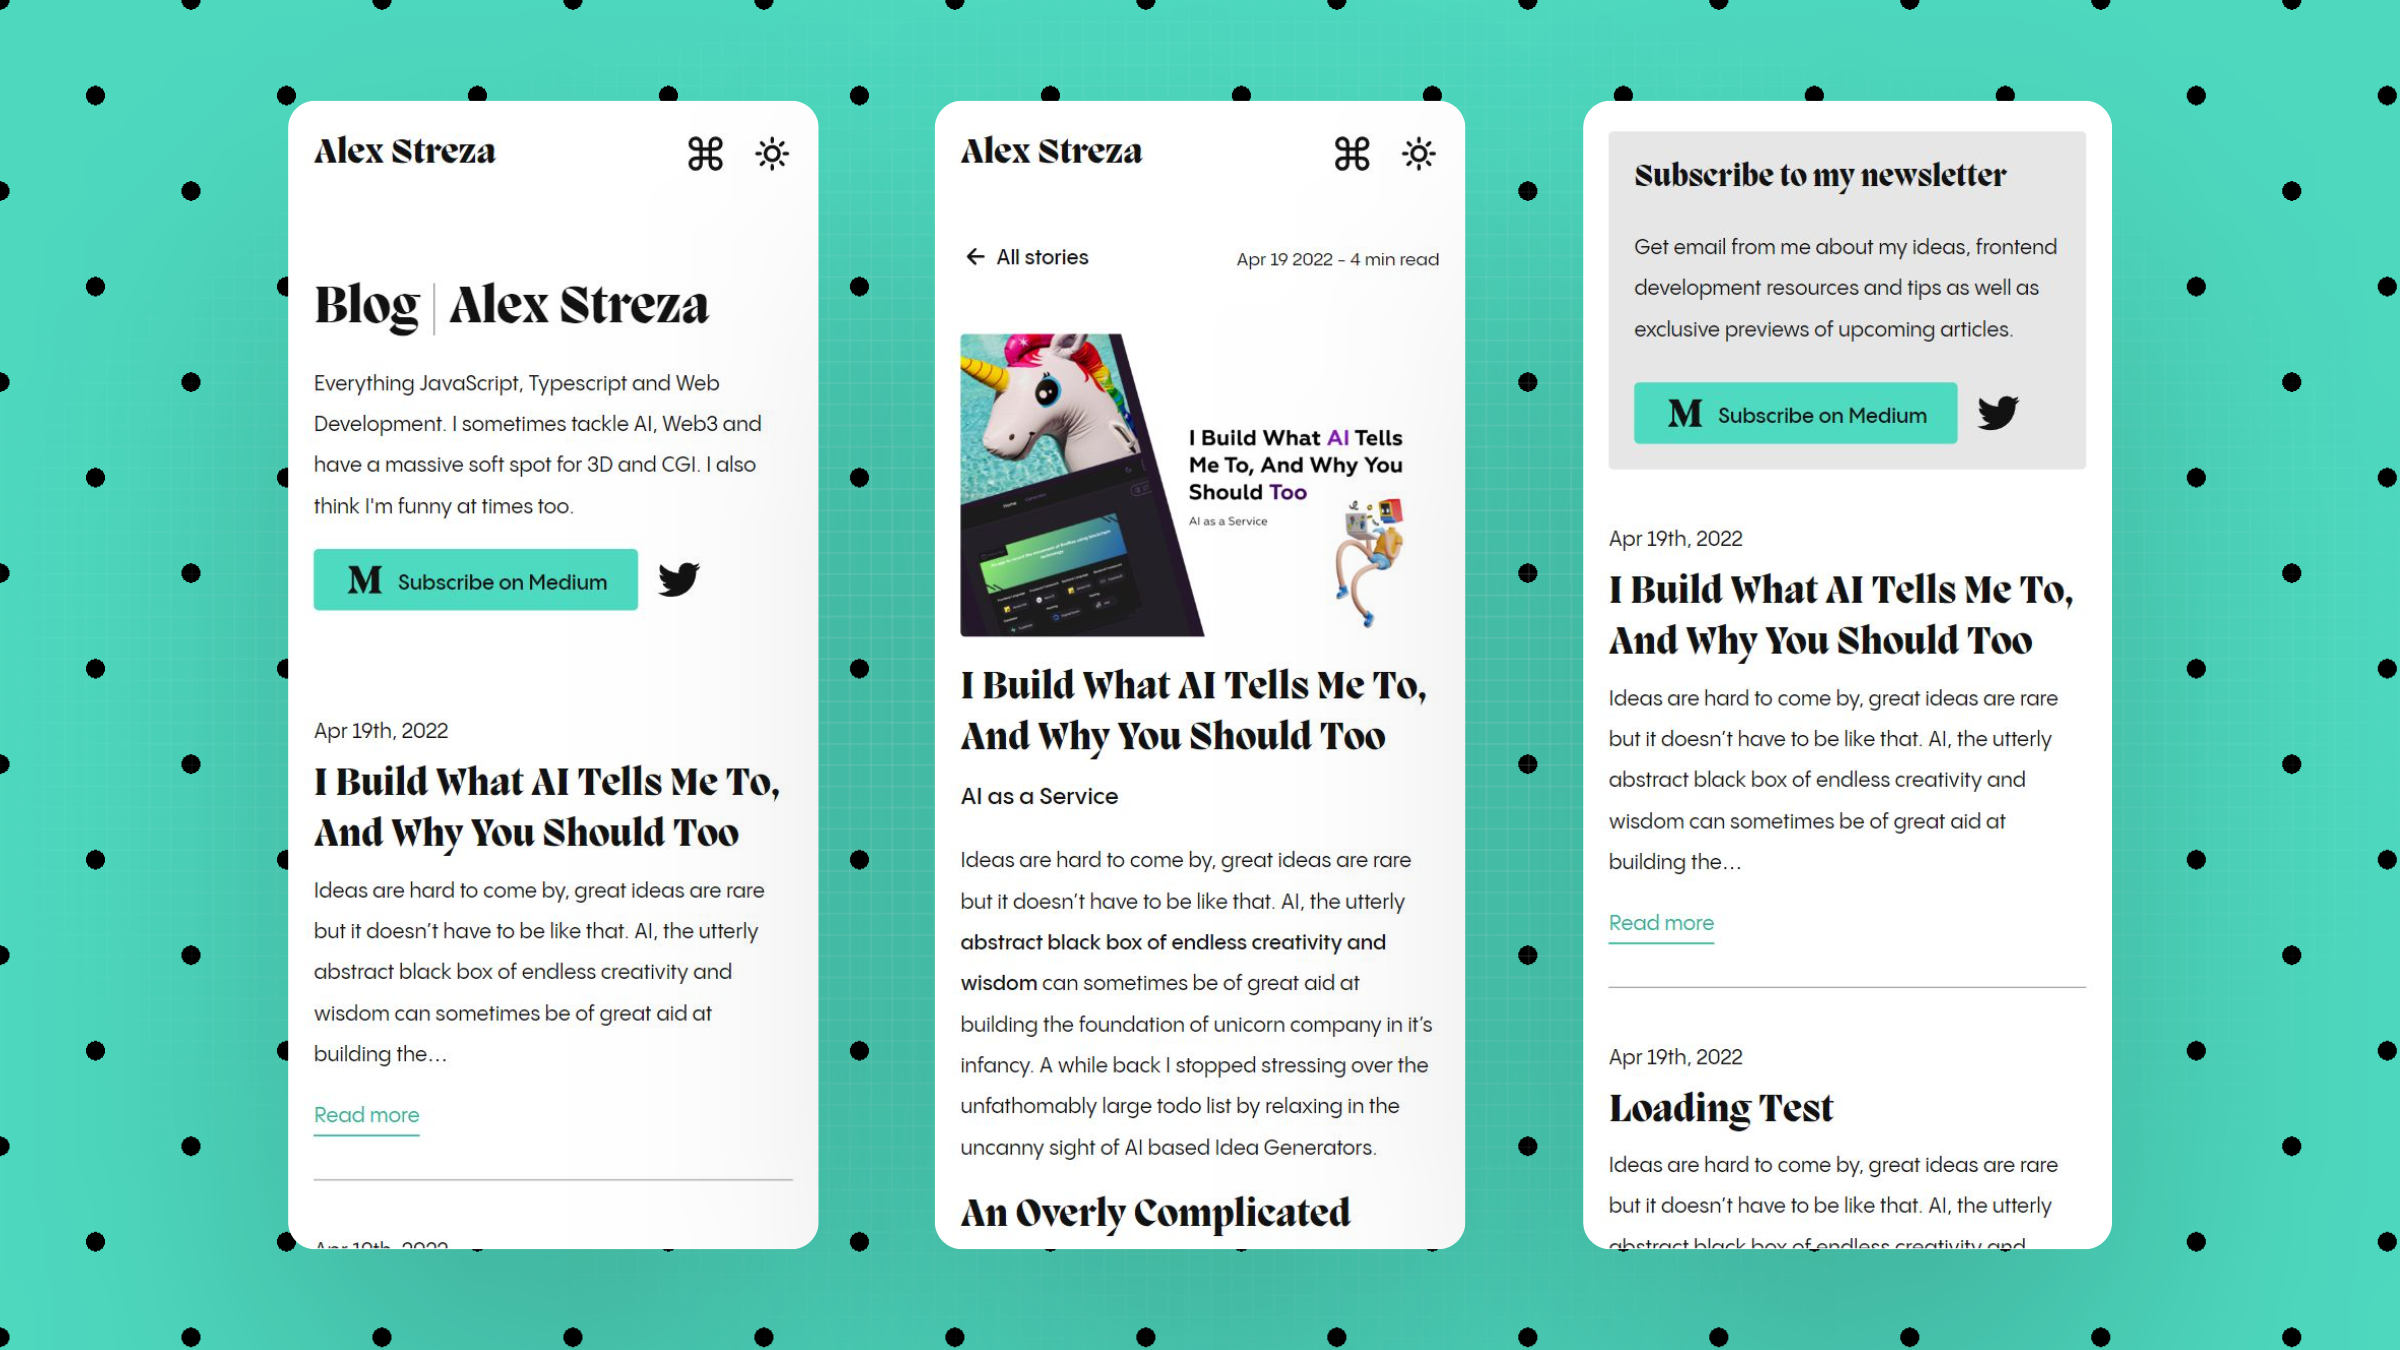 Alex Streza
Blog | Alex Streza
Everything JavaScript, Typescript and Web
Development. I sometimes tackle AI, Web3 and
have a massive soft spot for 3D and CGI. I also
think I'm funny at times too.
M Subscribe on Medium
Apr 19th, 2022
I Build What AI Tells Me To,
And Why You Should Too
Ideas are hard to come by, great ideas are rare
but it doesn’t have to be like that. AI, the utterly
abstract black box of endless creativity and
wisdom can sometimes be of great aid at
building the…
Read more
Apr 19th, 2022
Alex Streza
← All stories
Apr 19 2022 - 4 min read
I Build What AI Tells
Me To, And Why You
Should Too
AI as a Service
Home
I Build What AI Tells Me To,
And Why You Should Too
AI as a Service
Ideas are hard to come by, great ideas are rare
but it doesn’t have to be like that. AI, the utterly
abstract black box of endless creativity and
wisdom can sometimes be of great aid at
building the foundation of unicorn company in it’s
infancy. A while back I stopped stressing over the
unfathomably large todo list by relaxing in the
uncanny sight of AI based Idea Generators.
An Overly Complicated
Subscribe to my newsletter
Get email from me about my ideas, frontend
development resources and tips as well as
exclusive previews of upcoming articles.
M Subscribe on Medium
Apr 19th, 2022
I Build What AI Tells Me To,
And Why You Should Too
Ideas are hard to come by, great ideas are rare
but it doesn’t have to be like that. AI, the utterly
abstract black box of endless creativity and
wisdom can sometimes be of great aid at
building the…
Read more
Apr 19th, 2022
Loading Test
Ideas are hard to come by, great ideas are rare
but it doesn’t have to be like that. AI, the utterly
abstract black box of endless creativity and